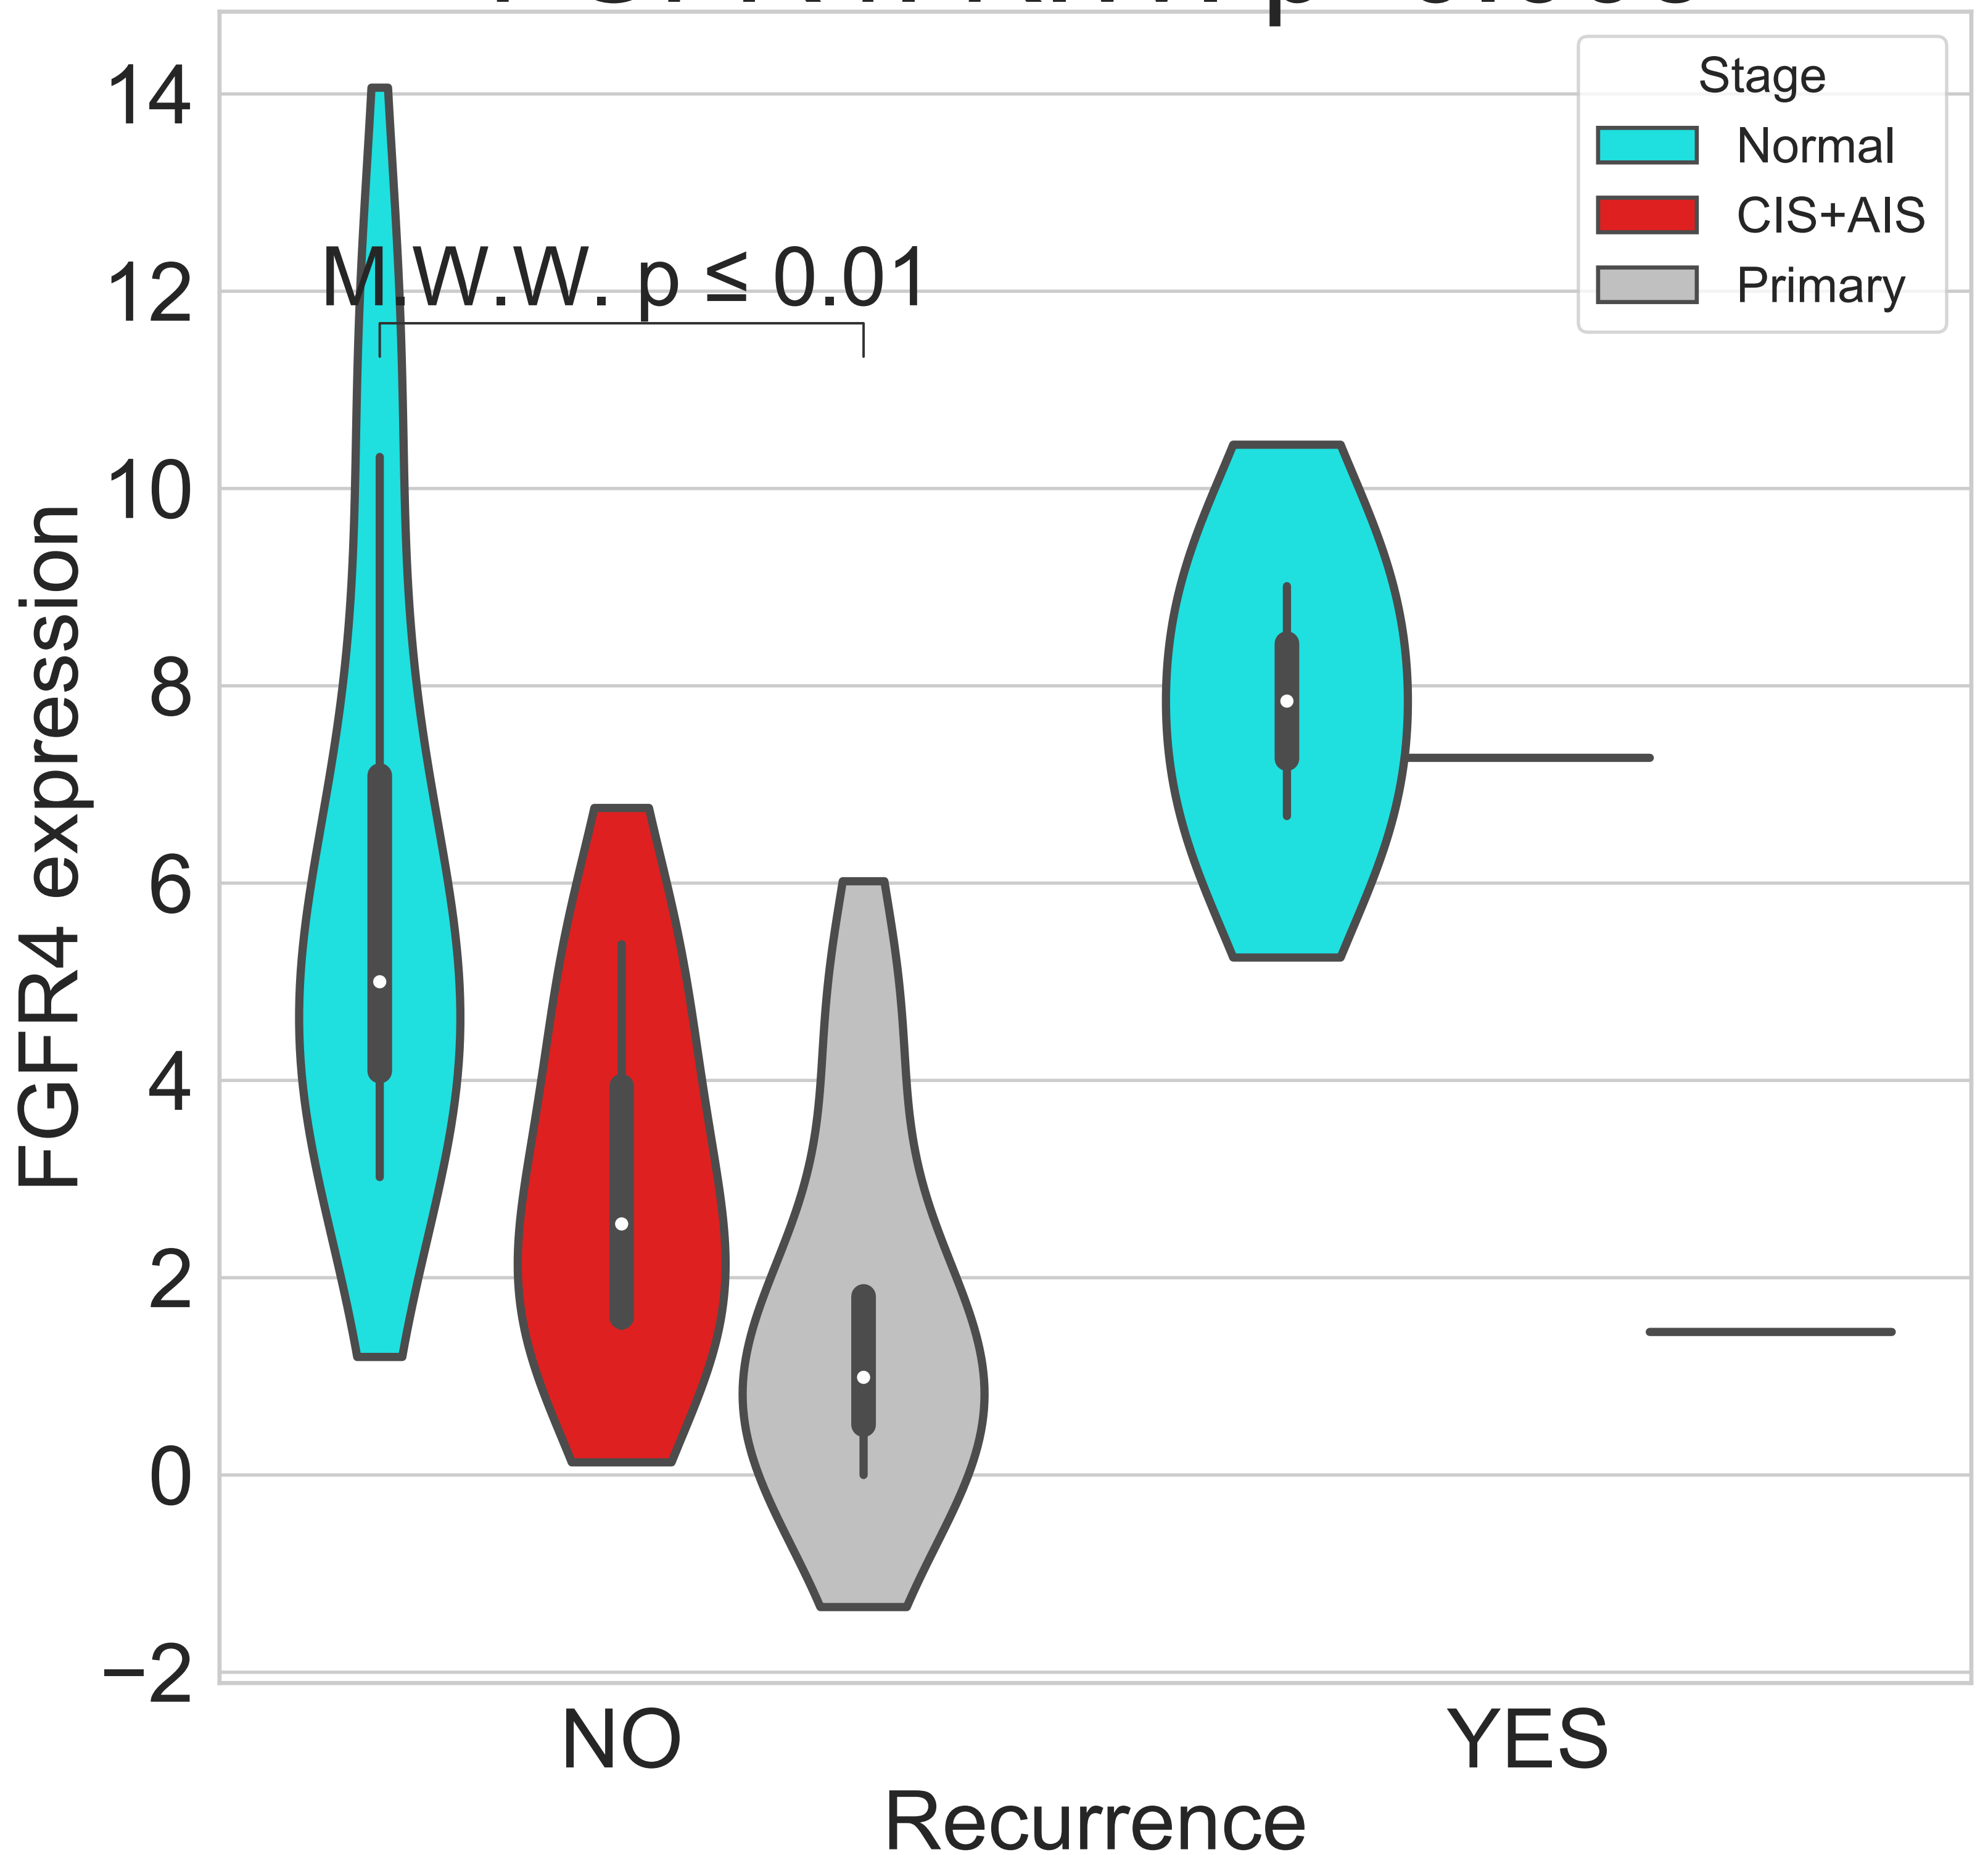 14
12
10
8
6
4
2
0
−2
FGFR4 expression
M.W.W. p ≤ 0.01
Stage
Normal
CIS+AIS
Primary
NO
YES
Recurrence